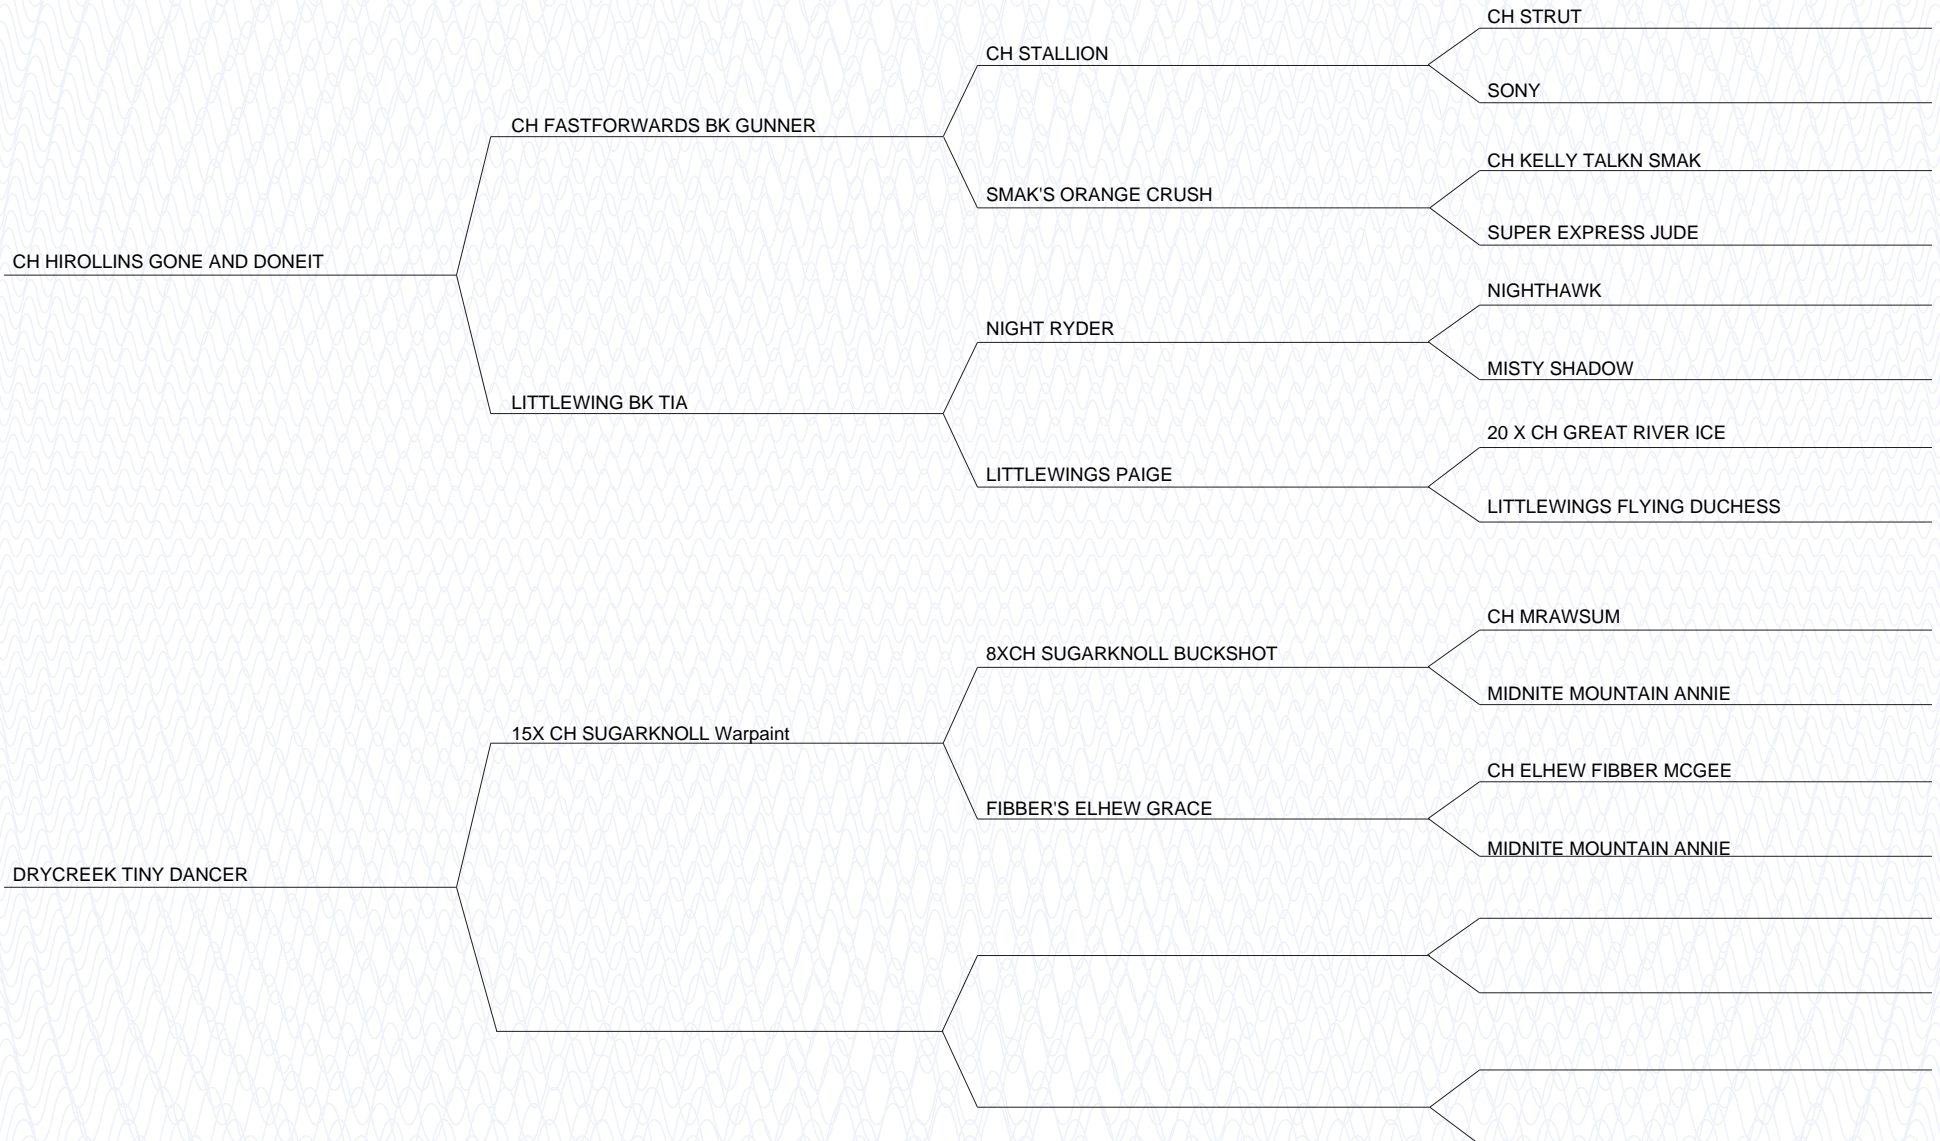 CH STRUT
CH STALLION
SONY
CH FASTFORWARDS BK GUNNER
CH KELLY TALKN SMAK
SMAK'S ORANGE CRUSH
SUPER EXPRESS JUDE
CH HIROLLINS GONE AND DONEIT
NIGHTHAWK
NIGHT RYDER
MISTY SHADOW
LITTLEWING BK TIA
20 X CH GREAT RIVER ICE
LITTLEWINGS PAIGE
LITTLEWINGS FLYING DUCHESS
CH MRAWSUM
8XCH SUGARKNOLL BUCKSHOT
MIDNITE MOUNTAIN ANNIE
15X CH SUGARKNOLL Warpaint
CH ELHEW FIBBER MCGEE
FIBBER'S ELHEW GRACE
MIDNITE MOUNTAIN ANNIE
DRYCREEK TINY DANCER